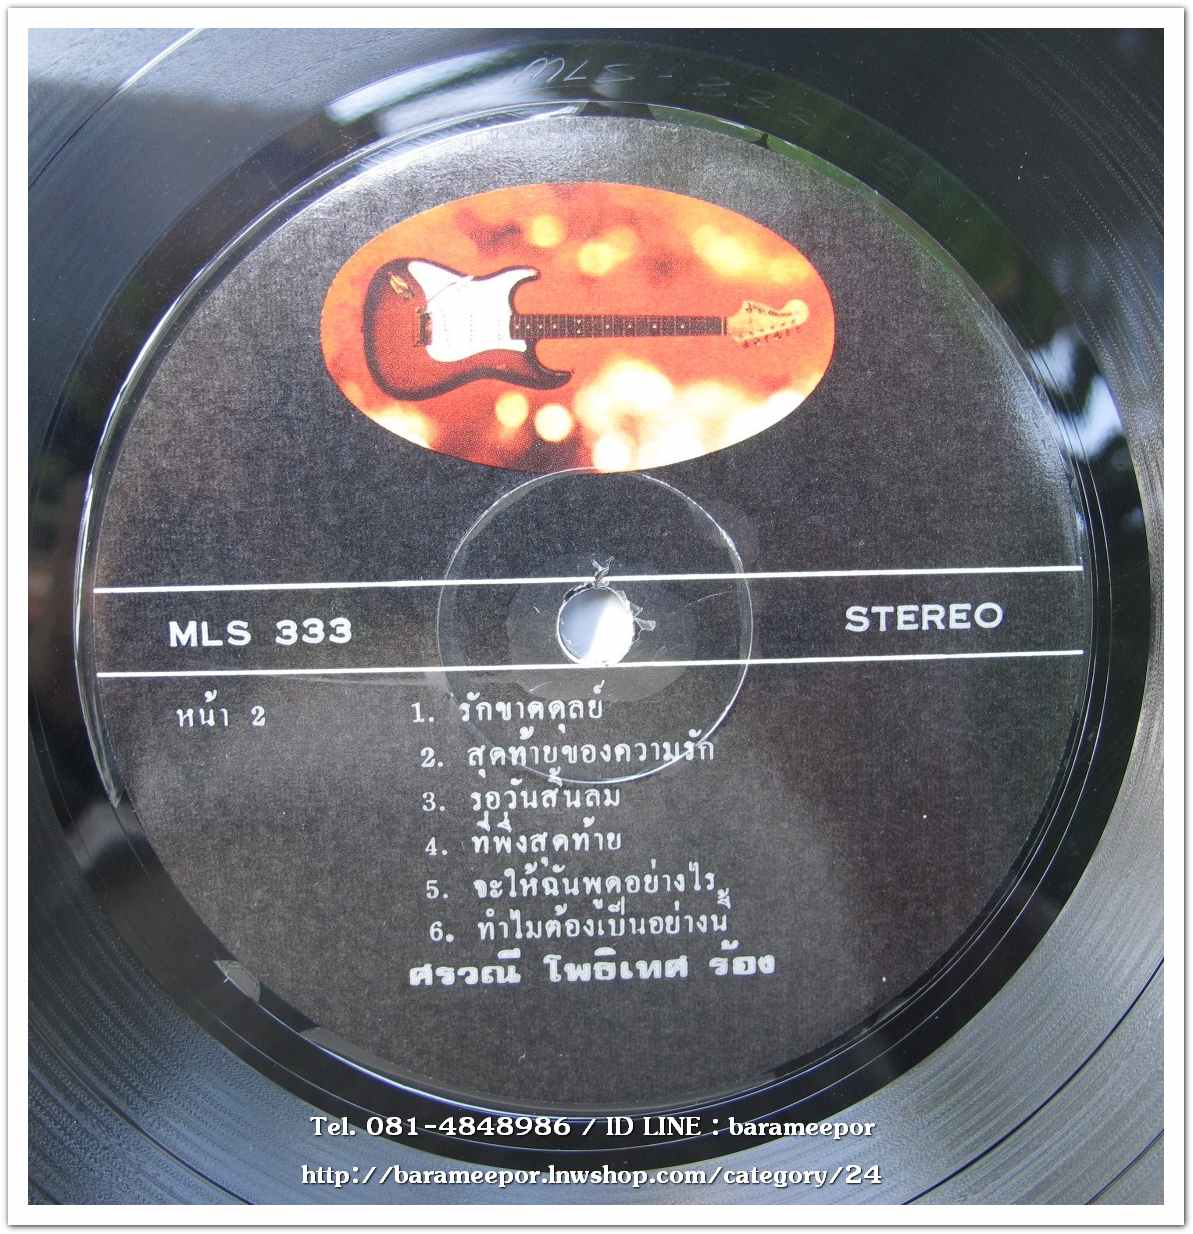 MLS 333
STEREO
หน้า 2
1. รักขาดดุลย์
2. สุดท้ายของความรัก
3. รอวันสิ้นลม
4. ที่พึ่งสุดท้าย
5. จะให้ฉันพูดอย่างไร
6. ทำไมต้องเป็นอย่างนี้
ศรวณี โพธิเทศ ร้อง
Tel. 081-4848986 / ID LINE : barameepor
http://barameepor.lnwshop.com/category/24